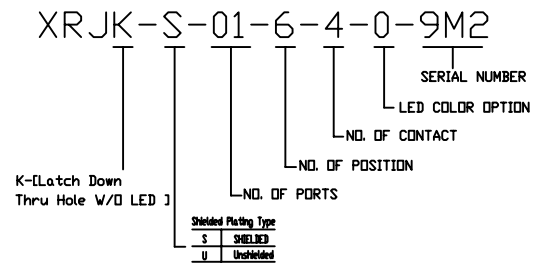 XRJK-S-01-6-4-0-9M2
SERIAL NUMBER
LED COLOR OPTION
NO. OF CONTACT
NO. OF POSITION
K-[Latch Down
Thru Hole W/O LED ]
NO. OF PORTS
Shielded Plating Type
S SHIELDED
U Unshielded